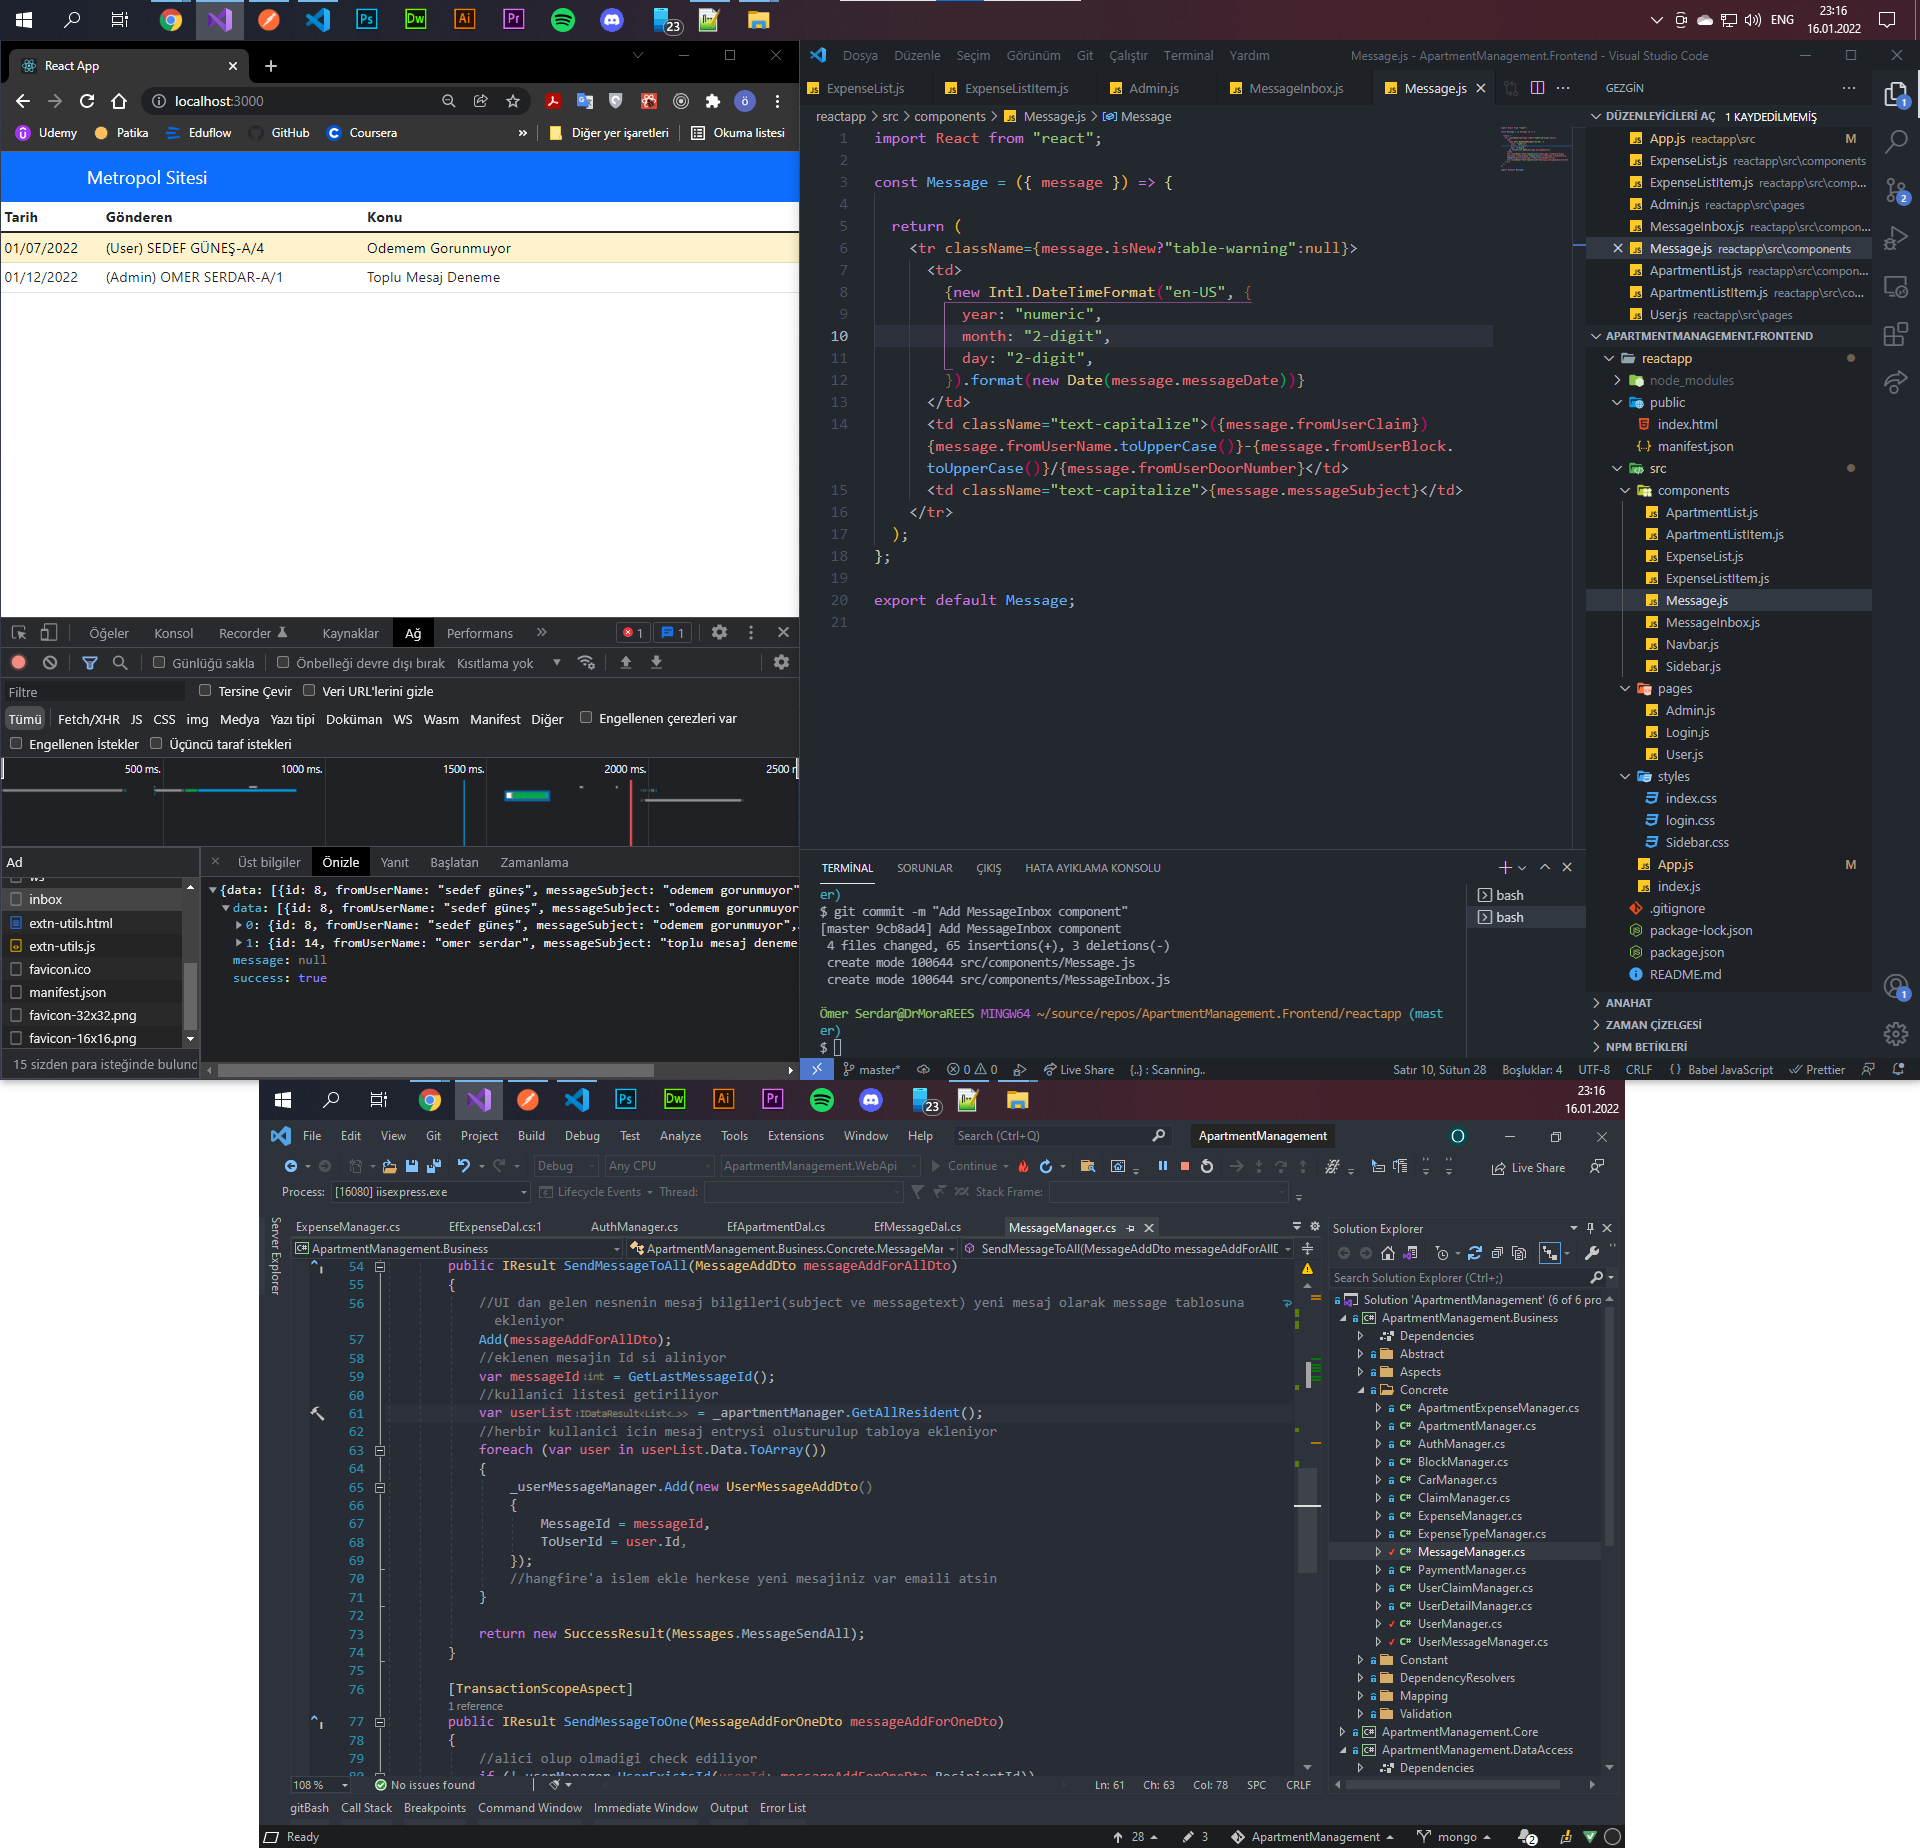 23
ENG
23:16
16.01.2022
React App
localhost:3000
Udemy Patika Eduflow GitHub Coursera » Diğer yer işaretleri Okuma listesi
Metropol Sitesi
Tarih Gönderen Konu
01/07/2022 (User) SEDEF GÜNEŞ-A/4 Odemem Gorunmuyor
01/12/2022 (Admin) OMER SERDAR-A/1 Toplu Mesaj Deneme
Öğeler Konsol Recorder Kaynaklar Ağ Performans » 1 1
Günlüğü sakla Önbelleği devre dışı bırak Kısıtlama yok
Filtre Tersine Çevir Veri URL'lerini gizle
Tümü Fetch/XHR JS CSS img Medya Yazı tipi Doküman WS Wasm Manifest Diğer Engellenen çerezleri var
Engellenen İstekler Üçüncü taraf istekleri
500 ms. 1000 ms. 1500 ms. 2000 ms. 2500 
Ad
ws
inbox
extn-utils.html
extn-utils.js
favicon.ico
manifest.json
favicon-32x32.png
favicon-16x16.png
15 sizden para isteğinde bulund
Üst bilgiler Önizle Yanıt Başlatan Zamanlama
{data: [{id: 8, fromUserName: "sedef güneş", messageSubject: "odemem gorunmuyor"
data: [{id: 8, fromUserName: "sedef güneş", messageSubject: "odemem gorunmuyor
0: {id: 8, fromUserName: "sedef güneş", messageSubject: "odemem gorunmuyor",
1: {id: 14, fromUserName: "omer serdar", messageSubject: "toplu mesaj deneme
message: null
success: true
Dosya Düzenle Seçim Görünüm Git Çalıştır Terminal Yardım Message.js - ApartmentManagement.Frontend - Visual Studio Code
ExpenseList.js ExpenseListItem.js Admin.js MessageInbox.js Message.js
reactapp > src > components > Message.js > Message
1 import React from "react";
2
3 const Message = ({ message }) => {
4
5 return (
6 <tr className={message.isNew?"table-warning":null}>
7 <td>
8 {new Intl.DateTimeFormat("en-US", {
9 year: "numeric",
10 month: "2-digit",
11 day: "2-digit",
12 }).format(new Date(message.messageDate))}
13 </td>
14 <td className="text-capitalize">({message.fromUserClaim})
{message.fromUserName.toUpperCase()}-{message.fromUserBlock.
toUpperCase()}/{message.fromUserDoorNumber}</td>
15 <td className="text-capitalize">{message.messageSubject}</td>
16 </tr>
17 );
18 };
19
20 export default Message;
21
TERMİNAL SORUNLAR ÇIKIŞ HATA AYIKLAMA KONSOLU
er)
$ git commit -m "Add MessageInbox component"
[master 9cb8ad4] Add MessageInbox component
4 files changed, 65 insertions(+), 3 deletions(-)
create mode 100644 src/components/Message.js
create mode 100644 src/components/MessageInbox.js
Ömer Serdar@DrMoraREES MINGW64 ~/source/repos/ApartmentManagement.Frontend/reactapp (mast
er)
$
bash
bash
master* 0 0 Live Share {..} : Scanning.. Satır 10, Sütun 28 Boşluklar: 4 UTF-8 CRLF {} Babel JavaScript Prettier
GEZGİN
DÜZENLEYİCİLERİ AÇ 1 KAYDEDİLMEMİŞ
App.js reactapp\src M
ExpenseList.js reactapp\src\components
ExpenseListItem.js reactapp\src\comp...
Admin.js reactapp\src\pages
MessageInbox.js reactapp\src\compon...
Message.js reactapp\src\components
ApartmentList.js reactapp\src\compon...
ApartmentListItem.js reactapp\src\co...
User.js reactapp\src\pages
APARTMENTMANAGEMENT.FRONTEND
reactapp
node_modules
public
index.html
manifest.json
src
components
ApartmentList.js
ApartmentListItem.js
ExpenseList.js
ExpenseListItem.js
Message.js
MessageInbox.js
Navbar.js
Sidebar.js
pages
Admin.js
Login.js
User.js
styles
index.css
login.css
Sidebar.css
App.js M
index.js
.gitignore
package-lock.json
package.json
README.md
ANAHAT
ZAMAN ÇİZELGESİ
NPM BETİKLERİ
1
2
1
23
23:16
16.01.2022
File Edit View Git Project Build Debug Test Analyze Tools Extensions Window Help Search (Ctrl+Q) ApartmentManagement
Debug Any CPU ApartmentManagement.WebApi Continue Live Share
Process: [16080] iisexpress.exe Lifecycle Events Thread: Stack Frame:
Server Explorer
ExpenseManager.cs EfExpenseDal.cs:1 AuthManager.cs EfApartmentDal.cs EfMessageDal.cs MessageManager.cs
ApartmentManagement.Business ApartmentManagement.Business.Concrete.MessageMar SendMessageToAll(MessageAddDto messageAddForAllD
54 public IResult SendMessageToAll(MessageAddDto messageAddForAllDto)
55 {
56 //UI dan gelen nesnenin mesaj bilgileri(subject ve messagetext) yeni mesaj olarak message tablosuna
ekleniyor
57 Add(messageAddForAllDto);
58 //eklenen mesajin Id si aliniyor
59 var messageId :int = GetLastMessageId();
60 //kullanici listesi getiriliyor
61 var userList :IDataResult<List<…>> = _apartmentManager.GetAllResident();
62 //herbir kullanici icin mesaj entrysi olusturulup tabloya ekleniyor
63 foreach (var user in userList.Data.ToArray())
64 {
65 _userMessageManager.Add(new UserMessageAddDto()
66 {
67 MessageId = messageId,
68 ToUserId = user.Id,
69 });
70 //hangfire'a islem ekle herkese yeni mesajiniz var emaili atsin
71 }
72
73 return new SuccessResult(Messages.MessageSendAll);
74 }
75
76 [TransactionScopeAspect]
1 reference
77 public IResult SendMessageToOne(MessageAddForOneDto messageAddForOneDto)
78 {
79 //alici olup olmadigi check ediliyor
108 % No issues found Ln: 61 Ch: 63 Col: 78 SPC CRLF
gitBash Call Stack Breakpoints Command Window Immediate Window Output Error List
Ready 28 3 ApartmentManagement mongo 2
Solution Explorer
Search Solution Explorer (Ctrl+;)
Solution 'ApartmentManagement' (6 of 6 pro
ApartmentManagement.Business
Dependencies
Abstract
Aspects
Concrete
ApartmentExpenseManager.cs
ApartmentManager.cs
AuthManager.cs
BlockManager.cs
CarManager.cs
ClaimManager.cs
ExpenseManager.cs
ExpenseTypeManager.cs
MessageManager.cs
PaymentManager.cs
UserClaimManager.cs
UserDetailManager.cs
UserManager.cs
UserMessageManager.cs
Constant
DependencyResolvers
Mapping
Validation
ApartmentManagement.Core
ApartmentManagement.DataAccess
Dependencies